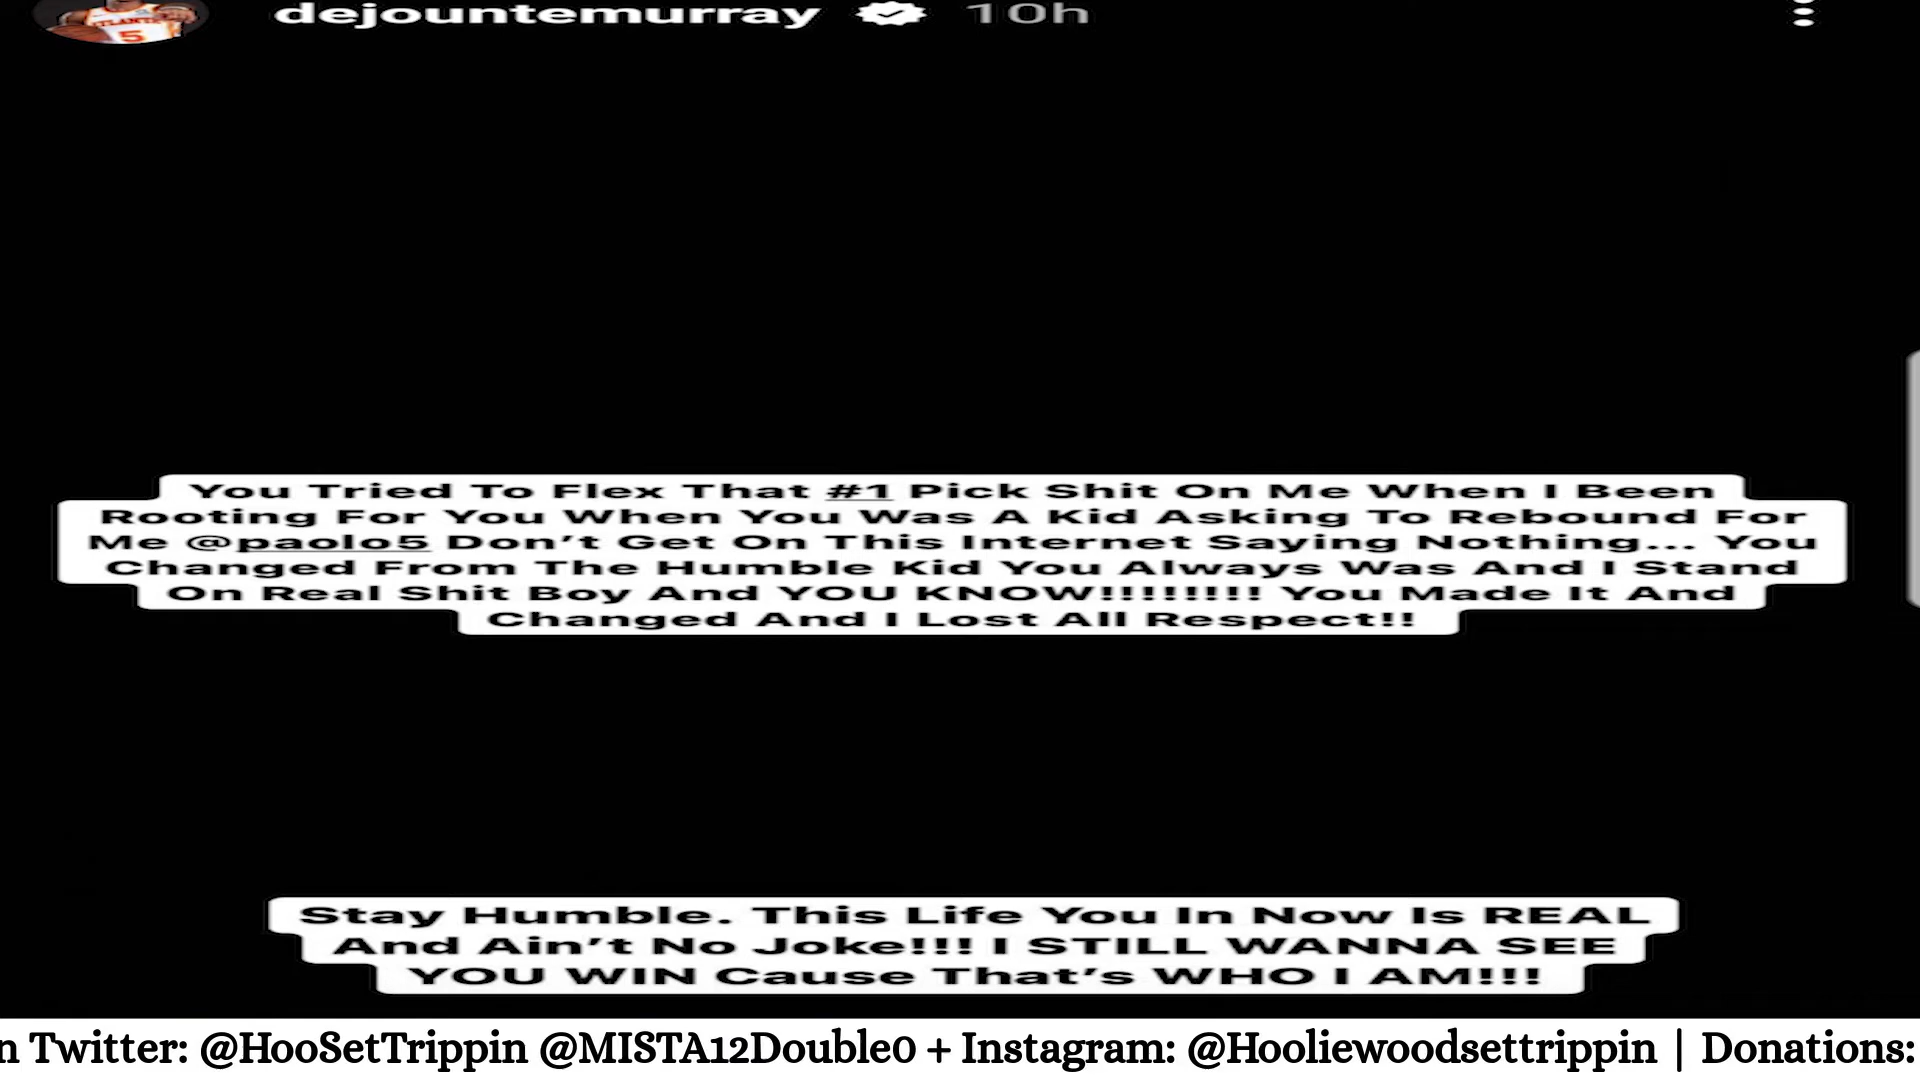 dejountemurray 10h
5
You Tried To Flex That #1 Pick Shit On Me When I Been
Rooting For You When You Was A Kid Asking To Rebound For
Me @paolo5 Don't Get On This Internet Saying Nothing... You
Changed From The Humble Kid You Always Was And I Stand
On Real Shit Boy And YOU KNOW!!!!!!!! You Made It And
Changed And I Lost All Respect!!
Stay Humble. This Life You In Now Is REAL
And Ain't No Joke!!! I STILL WANNA SEE
YOU WIN Cause That's WHO I AM!!!
n Twitter: @HooSetTrippin @MISTA12Double0 + Instagram: @Hooliewoodsettrippin | Donations: